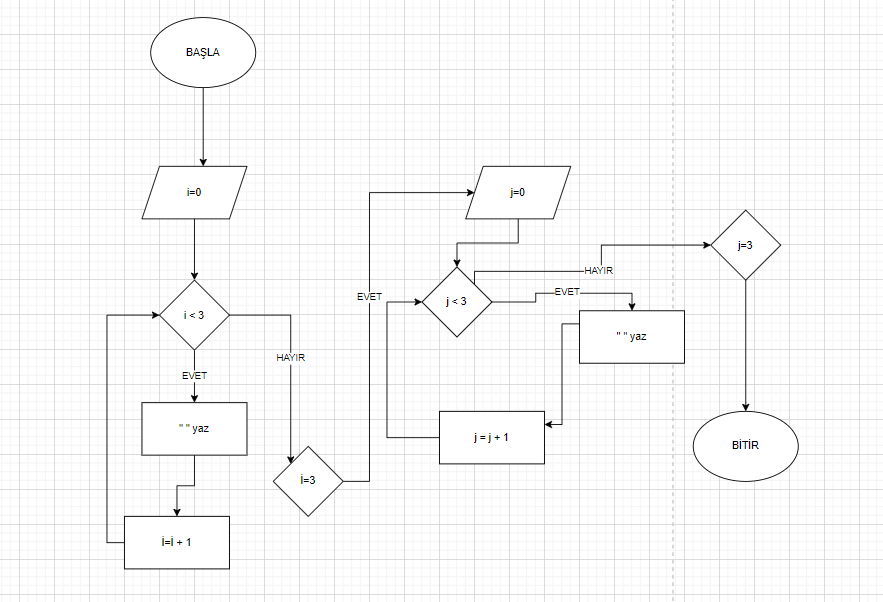 BAŞLA
i=0
i < 3
EVET
" " yaz
İ=İ + 1
HAYIR
İ=3
EVET
j=0
j < 3
EVET
" " yaz
j = j + 1
HAYIR
j=3
BİTİR